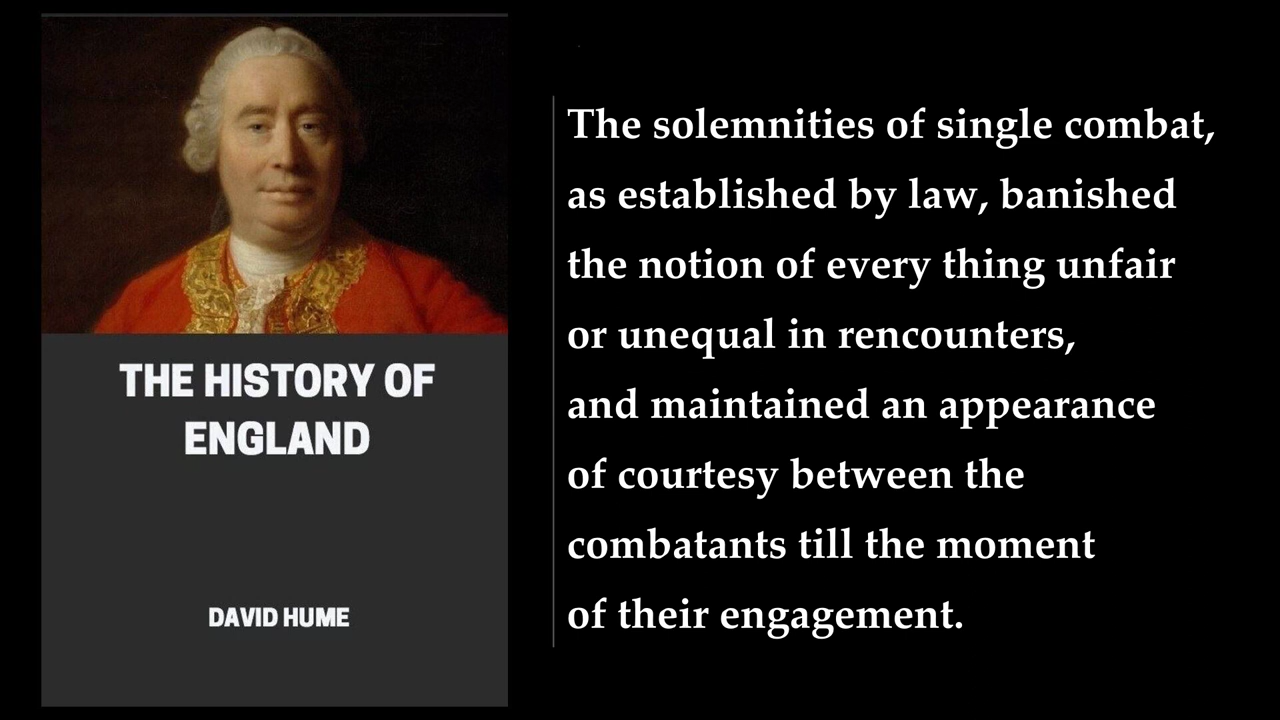 THE HISTORY OF
ENGLAND
DAVID HUME
The solemnities of single combat,
as established by law, banished
the notion of every thing unfair
or unequal in rencounters,
and maintained an appearance
of courtesy between the
combatants till the moment
of their engagement.